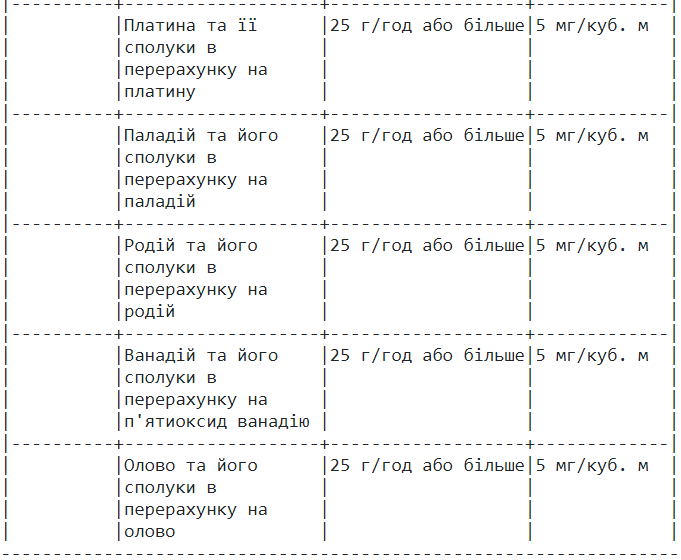 Платина та її 25 г/год або більше 5 мг/куб. м
сполуки в
перерахунку на
платину
Паладій та його 25 г/год або більше 5 мг/куб. м
сполуки в
перерахунку на
паладій
Родій та його 25 г/год або більше 5 мг/куб. м
сполуки в
перерахунку на
родій
Ванадій та його 25 г/год або більше 5 мг/куб. м
сполуки в
перерахунку на
п'ятиоксид ванадію
Олово та його 25 г/год або більше 5 мг/куб. м
сполуки в
перерахунку на
олово